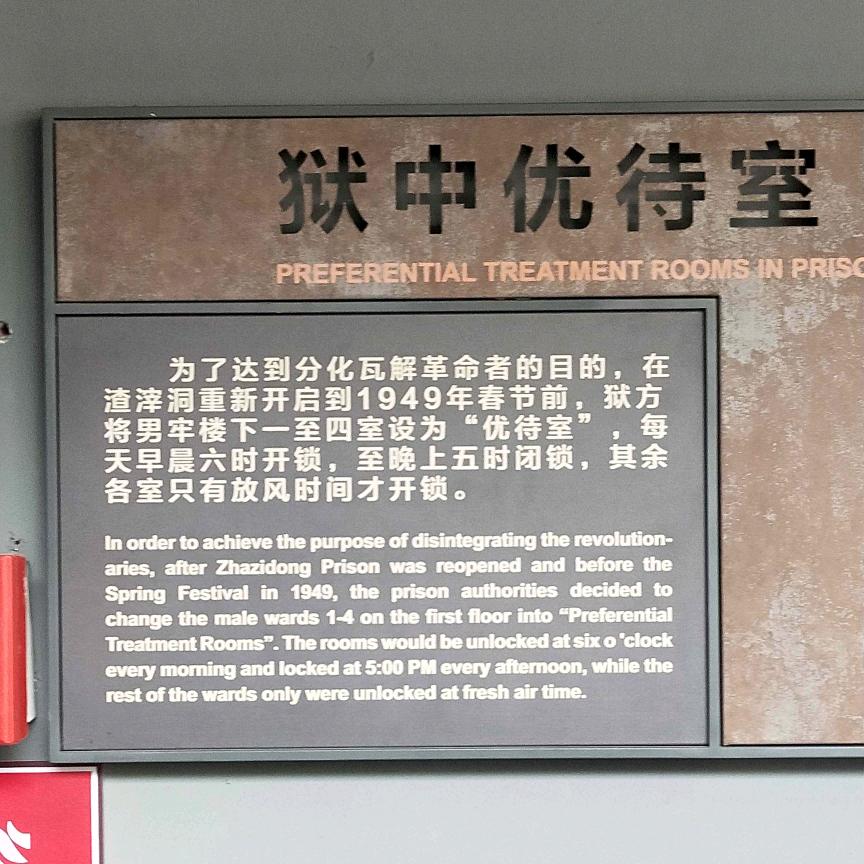 狱中优待室
PREFERENTIAL TREATMENT ROOMS IN PRISO
为了达到分化瓦解革命者的目的，在
渣滓洞重新开启到1949年春节前，狱方
将男牢楼下一至四室设为“优待室”，每
天早晨六时开锁，至晚上五时闭锁，其余
各室只有放风时间才开锁。
In order to achieve the purpose of disintegrating the revolution-
aries, after Zhazidong Prison was reopened and before the
Spring Festival in 1949, the prison authorities decided to
change the male wards 1-4 on the first floor into “Preferential
Treatment Rooms”. The rooms would be unlocked at six o 'clock
every morning and locked at 5:00 PM every afternoon, while the
rest of the wards only were unlocked at fresh air time.